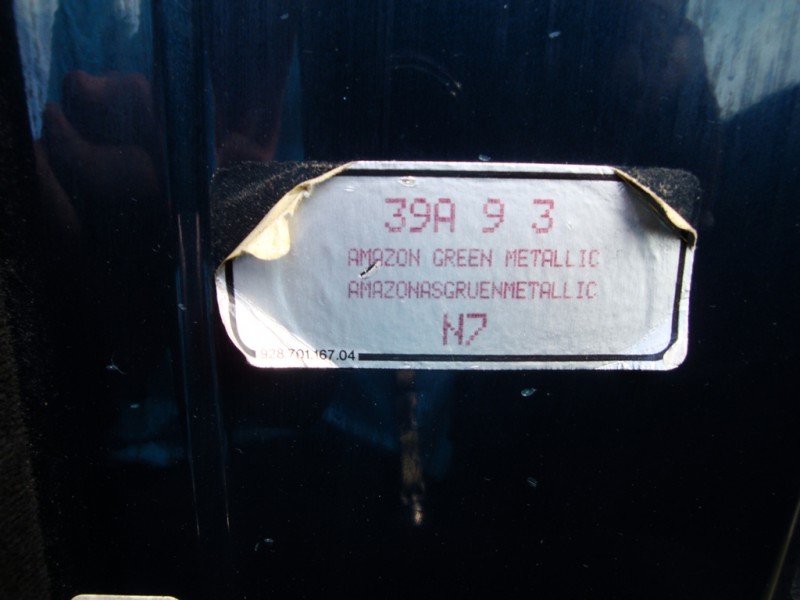 39A 9 3
AMAZON GREEN METALLIC
AMAZONASGRUENMETALLIC
N7
928.701.167.04